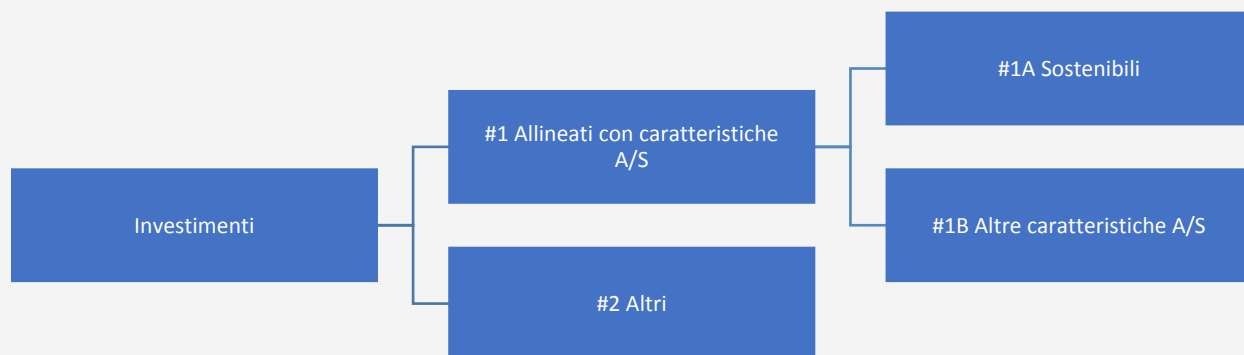 #1A Sostenibili
#1 Allineati con caratteristiche
A/S
Investimenti
#1B Altre caratteristiche A/S
#2 Altri